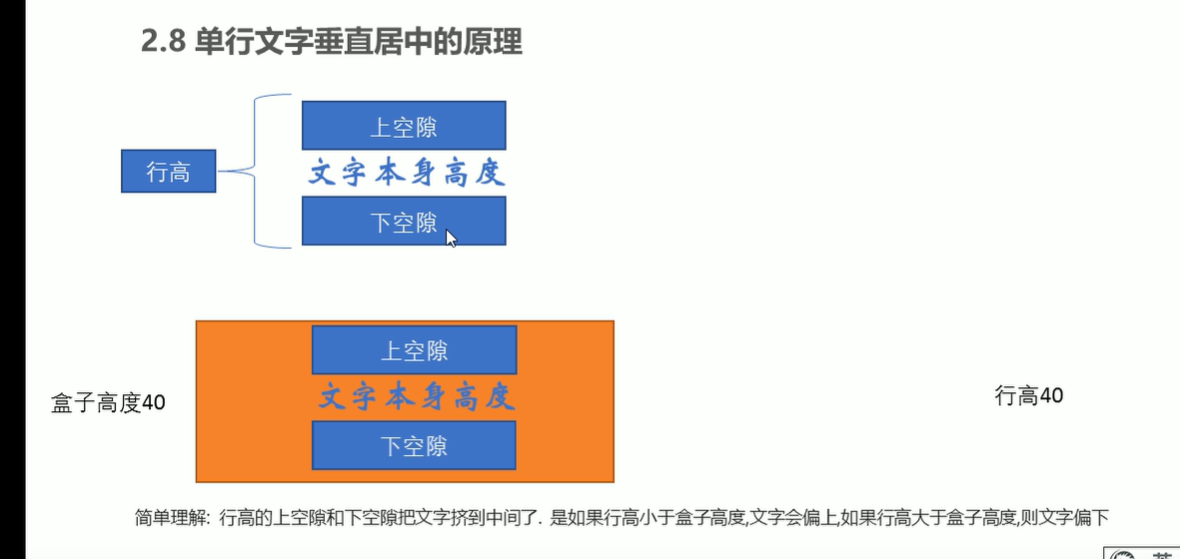 2.8 单行文字垂直居中的原理
上空隙
行高
文字本身高度
下空隙
上空隙
盒子高度40
文字本身高度
行高40
下空隙
简单理解: 行高的上空隙和下空隙把文字挤到中间了. 是如果行高小于盒子高度,文字会偏上,如果行高大于盒子高度,则文字偏下